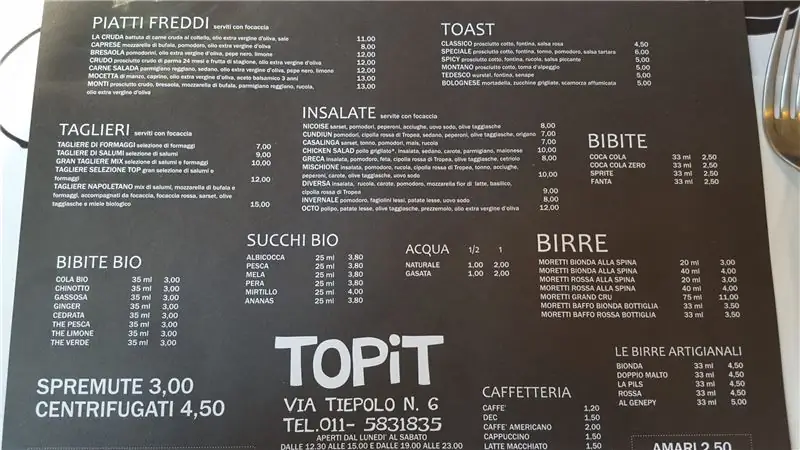 PIATTI FREDDI serviti con focaccia
LA CRUDA battuta di carne cruda al coltello, olio extra vergine d'oliva, sale 11,00
CAPRESE mozzarella di bufala, pomodoro, olio extra vergine d'oliva 8,00
BRESAOLA pomodorini, olio extra vergine d'oliva, pepe nero, limone 12,00
CRUDO prosciutto crudo di parma 24 mesi e frutta di stagione, olio extra vergine d'oliva 12,00
CARNE SALADA parmigiano reggiano, sedano, olio extra vergine d'oliva, pepe nero, limone 12,00
MOCETTA di manzo, caprino, olio extra vergine d'oliva, aceto balsamico 3 anni 13,00
MONTI prosciutto crudo, bresaola, mozzarella di bufala, parmigiano reggiano, rucola, 13,00
olio extra vergine d'oliva
TOAST
CLASSICO prosciutto cotto, fontina, salsa rosa 4,50
SPECIALE prosciutto cotto, fontina, tonno, pomodoro, salsa tartara 6,00
SPICY prosciutto cotto, fontina, rucola, salsa piccante 5,00
MONTANO prosciutto cotto, toma d'alpeggio 5,00
TEDESCO wurstel, fontina, senape 5,00
BOLOGNESE mortadella, zucchine grigliate, scamorza affumicata 5,00
TAGLIERI serviti con focaccia
TAGLIERE DI FORMAGGI selezione di formaggi 7,00
TAGLIERE DI SALUMI selezione di salumi 9,00
GRAN TAGLIERE MIX selezione di salumi e formaggi 10,00
TAGLIERE SELEZIONE TOP gran selezione di salumi e
formaggi 12,00
TAGLIERE NAPOLETANO mix di salumi, mozzarella di bufala e
formaggi, accompagnati da focaccia, focaccia rossa, sarset, olive
taggiasche e miele biologico 15,00
INSALATE servite con focaccia
NICOISE sarset, pomodori, peperoni, acciughe, uovo sodo, olive taggiasche 8,00
CUNDIUN pomodori, cipolla rossa di Tropea, sedano, peperoni, olive taggiasche, origano 7,00
CASALINGA sarset, tonno, pomodori, mais, rucola 7,00
CHICKEN SALAD pollo grigliato*, insalata, sedano, carote, parmigiano, maionese 10,00
GRECA insalata, pomodoro, feta, cipolla rossa di Tropea, olive taggiasche, cetriolo 8,00
MISCHIONE insalata, pomodoro, rucola, cipolla rossa di Tropea, tonno, acciughe,
peperoni, carote, olive taggiasche, uovo sodo 10,00
DIVERSA insalata, rucola, carote, pomodoro, mozzarella fior di latte, basilico,
cipolla rossa di Tropea 9,00
INVERNALE pomodoro, fagiolini lessi, patate lesse, uovo sodo 8,00
OCTO polipo, patate lesse, olive taggiasche, prezzemolo, olio extra vergine d'oliva 12,00
BIBITE
COCA COLA 33 ml 2,50
COCA COLA ZERO 33 ml 2,50
SPRITE 33 ml 2,50
FANTA 33 ml 2,50
BIBITE BIO
COLA BIO 35 ml 3,00
CHINOTTO 35 ml 3,00
GASSOSA 35 ml 3,00
GINGER 35 ml 3,00
CEDRATA 35 ml 3,00
THE PESCA 35 ml 3,00
THE LIMONE 35 ml 3,00
THE VERDE 35 ml 3,00
SUCCHI BIO
ALBICOCCA 25 ml 3,80
PESCA 25 ml 3,80
MELA 25 ml 3,80
PERA 25 ml 3,80
MIRTILLO 25 ml 4,00
ANANAS 25 ml 3,80
ACQUA 1/2 1
NATURALE 1,00 2,00
GASATA 1,00 2,00
BIRRE
MORETTI BIONDA ALLA SPINA 20 ml 3,00
MORETTI BIONDA ALLA SPINA 40 ml 4,00
MORETTI ROSSA ALLA SPINA 20 ml 3,00
MORETTI ROSSA ALLA SPINA 40 ml 4,00
MORETTI GRAND CRU 75 ml 11,00
MORETTI BAFFO BIONDA BOTTIGLIA 33 ml 3,50
MORETTI BAFFO ROSSA BOTTIGLIA 33 ml 3,50
SPREMUTE 3,00
CENTRIFUGATI 4,50
TOPiT
VIA TIEPOLO N. 6
TEL.011- 5831835
APERTI DAL LUNEDI' AL SABATO
DALLE 12.30 ALLE 15.00 E DALLE 19.00 ALLE 23.00
CAFFETTERIA
CAFFE' 1,20
DEC 1,50
CAFFE' AMERICANO 2,00
CAPPUCCINO 1,50
LATTE MACCHIATO 1,50
LE BIRRE ARTIGIANALI
BIONDA 33 ml 4,50
DOPPIO MALTO 33 ml 4,50
LA PILS 33 ml 4,50
ROSSA 33 ml 4,50
AL GENEPY 33 ml 5,00
AMARI 2,50